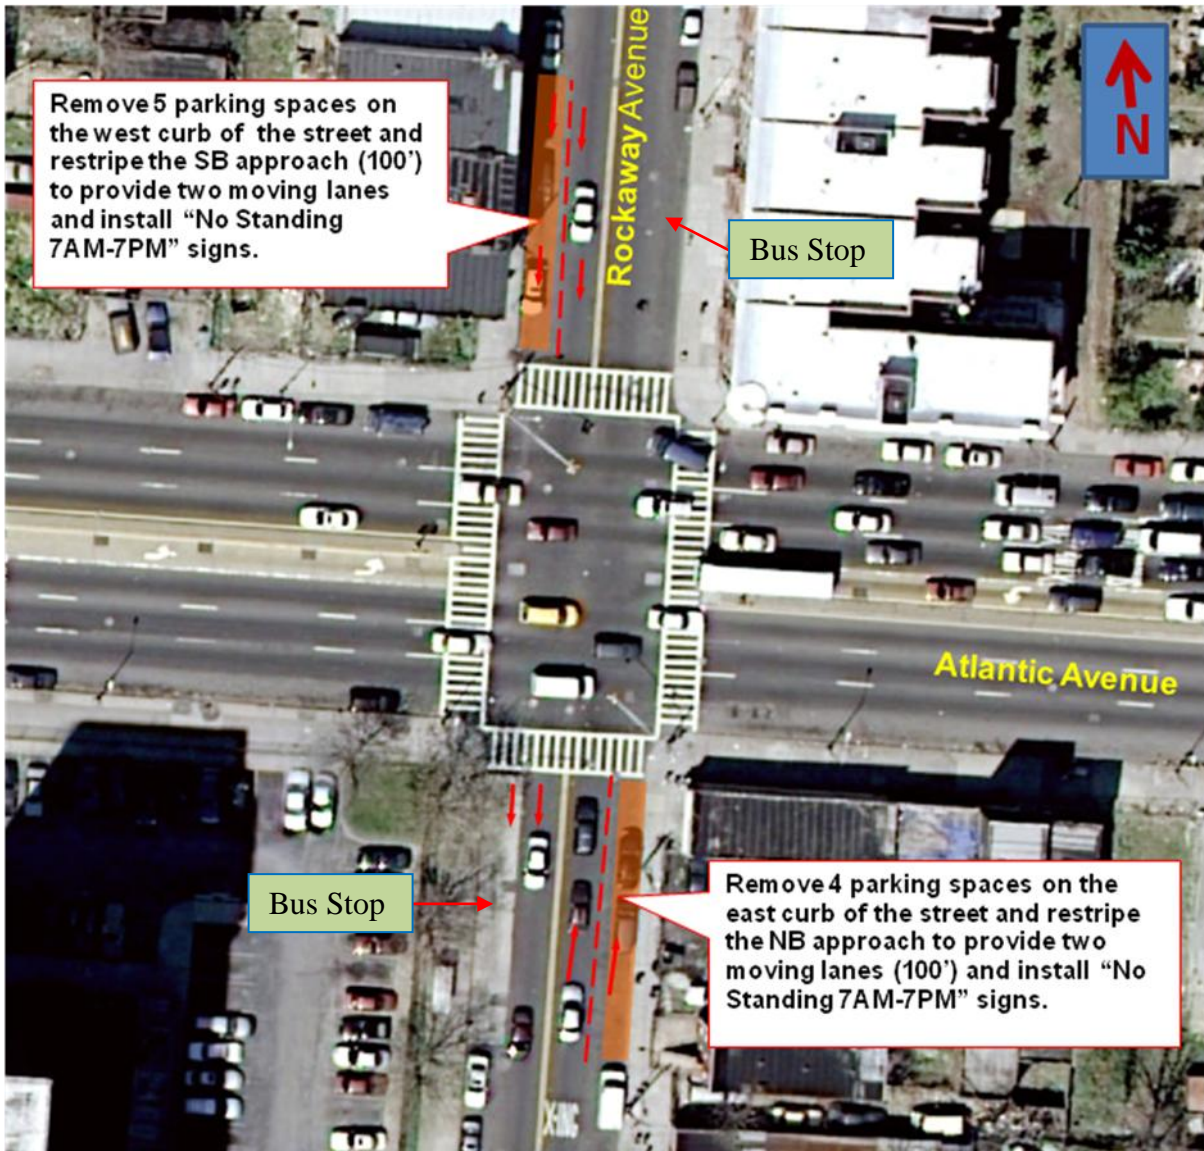 Remove 5 parking spaces on
the west curb of the street and
restripe the SB approach (100’)
to provide two moving lanes
and install “No Standing
7AM-7PM” signs.
Rockaway Avenue
N
Bus Stop
Atlantic Avenue
Bus Stop
Remove 4 parking spaces on the
east curb of the street and restripe
the NB approach to provide two
moving lanes (100’) and install “No
Standing 7AM-7PM” signs.
X-ING